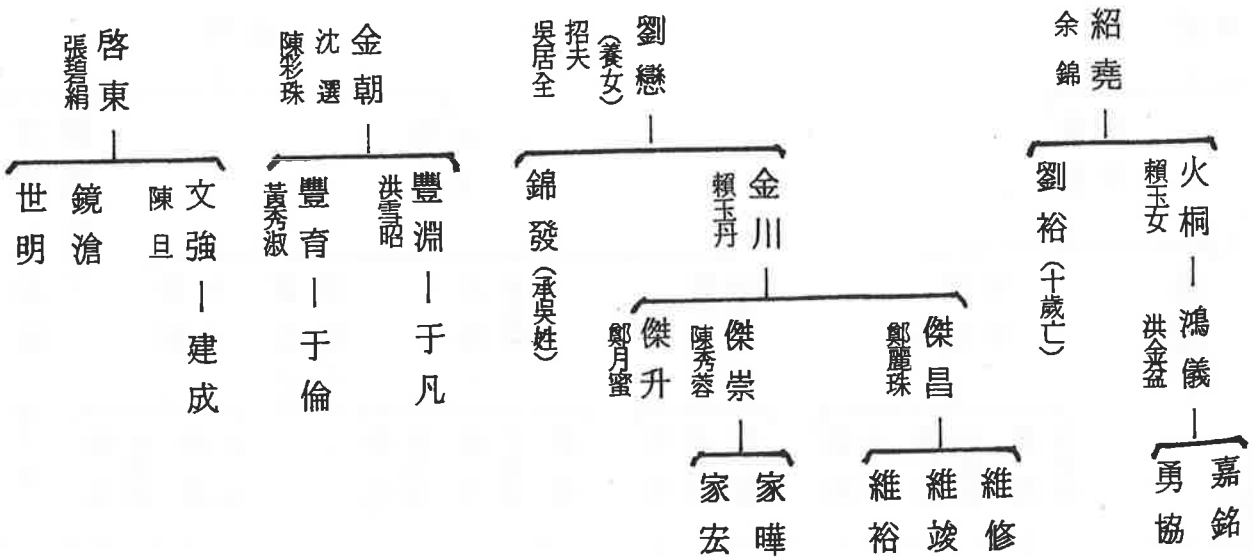 紹堯
余錦
火桐
賴玉女
鴻儀
洪金盆
嘉銘
勇協
劉裕(十歲亡)
劉戀
(養女)
招夫
吳居全
金川
賴玉丹
傑昌
鄭麗珠
維修
維竣
維裕
傑崇
陳秀蓉
家曄
家宏
傑升
鄭月蜜
錦發(承吳姓)
金朝
沈選
陳彩珠
豐淵
洪雪昭
于凡
豐育
黃秀淑
于倫
啓東
張碧絹
文強
陳旦
建成
鏡滄
世明